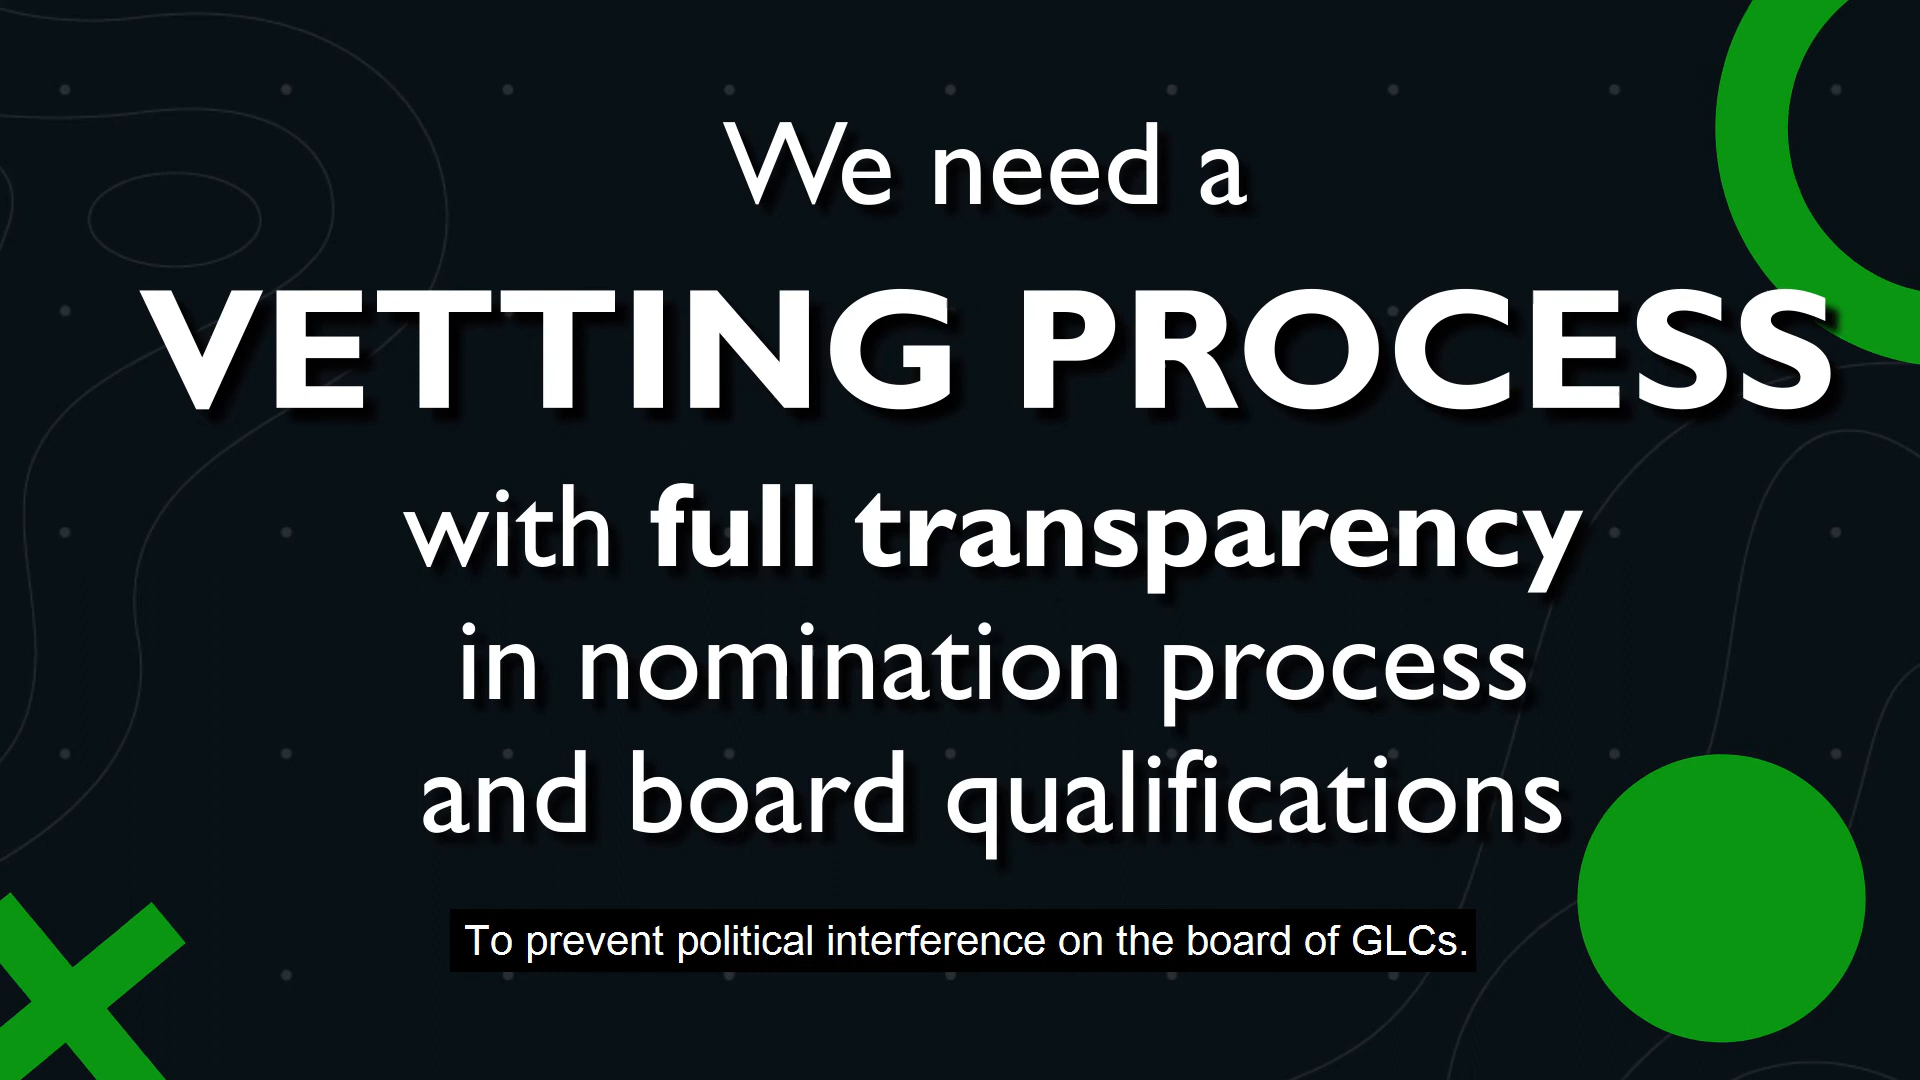 We need a
VETTING PROCESS
with full transparency
in nomination process
and board qualifications
To prevent political interference on the board of GLCs.